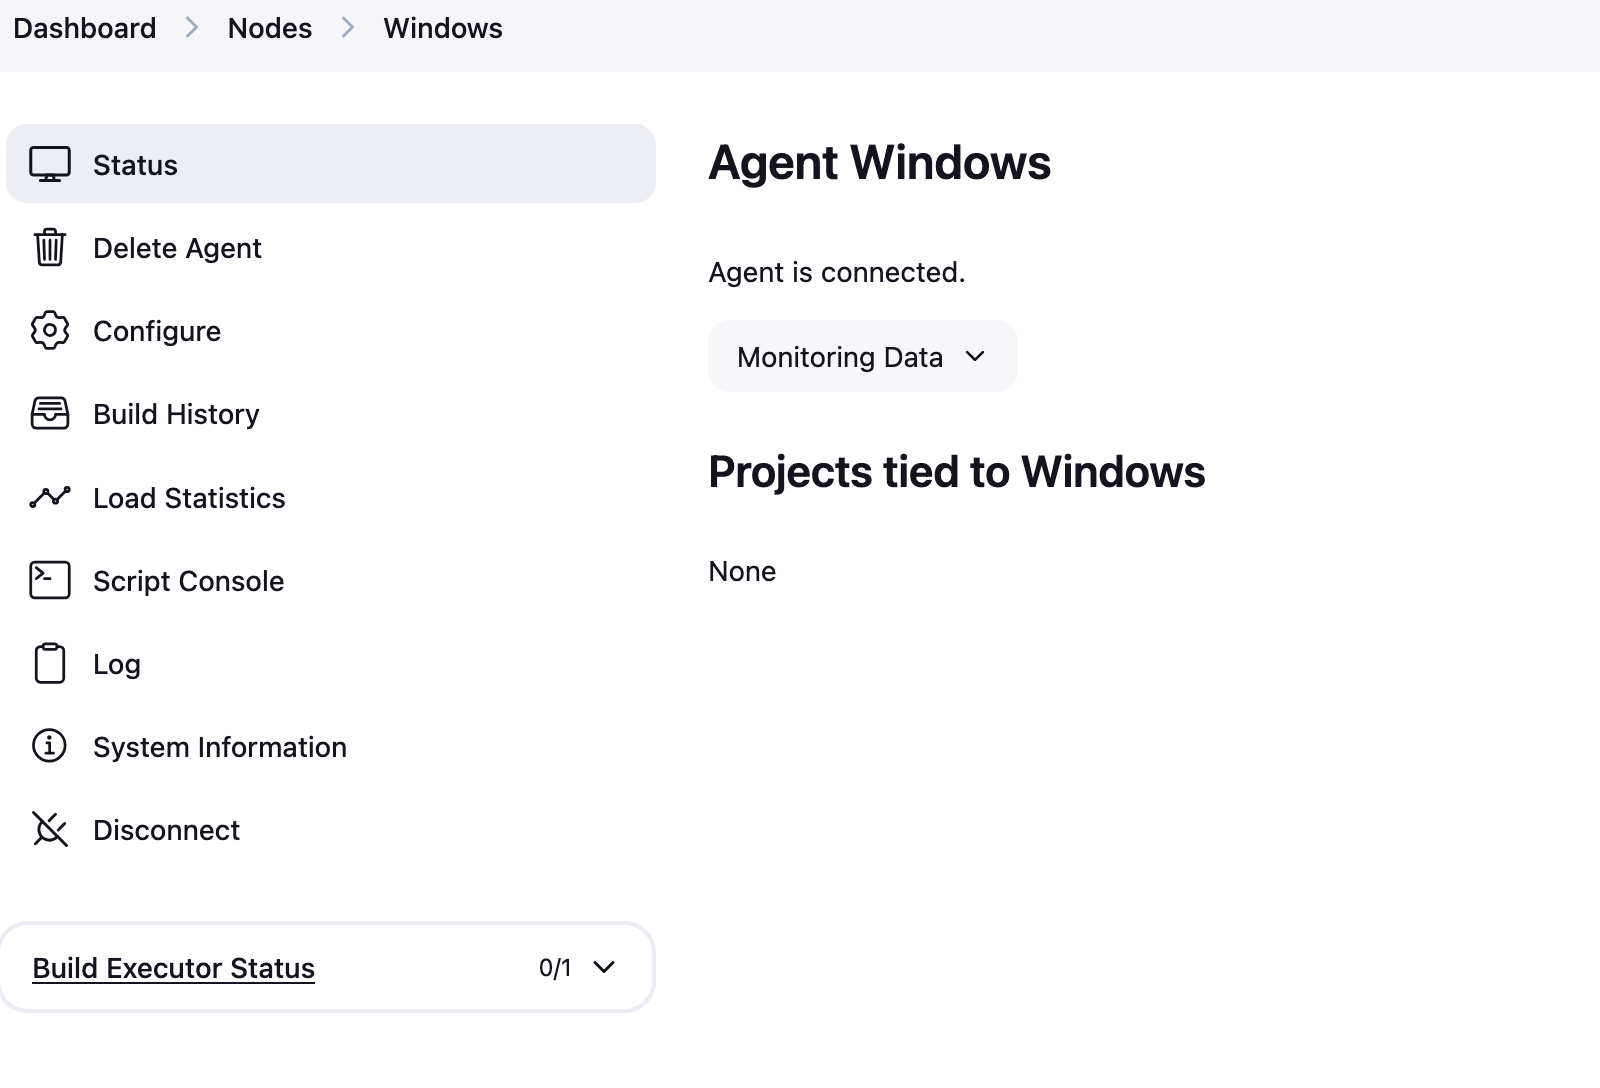 Dashboard > Nodes > Windows
Status
Delete Agent
Configure
Build History
Load Statistics
Script Console
Log
System Information
Disconnect
Build Executor Status 0/1
Agent Windows
Agent is connected.
Monitoring Data
Projects tied to Windows
None